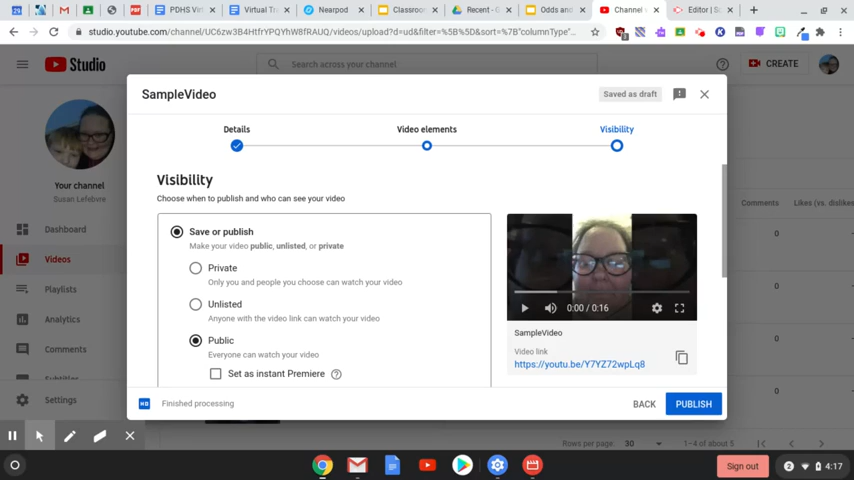 PDHS Vir
Virtual Tra
Nearpod
Classroon
Recent - G
Odds and
Channel v
Editor | Sc
studio.youtube.com/channel/UC6zw3B4HtfrYPQYhW8fRAUQ/videos/upload?d=ud&filter=%5B%5D&sort=%7B"columnType"...
Studio
Search across your channel
CREATE
SampleVideo
Saved as draft
Details
Video elements
Visibility
Your channel
Susan Lefebvre
Dashboard
Videos
Playlists
Analytics
Comments
Subtitles
Settings
Visibility
Choose when to publish and who can see your video
Save or publish
Make your video public, unlisted, or private
Private
Only you and people you choose can watch your video
Unlisted
Anyone with the video link can watch your video
Public
Everyone can watch your video
Set as instant Premiere
0:00 / 0:16
SampleVideo
Video link
https://youtu.be/Y7YZ72wpLq8
Comments
Likes (vs. dislikes
0
0
0
0
HD
Finished processing
BACK
PUBLISH
Rows per page:
30
1–4 of about 5
Sign out
2
4:17